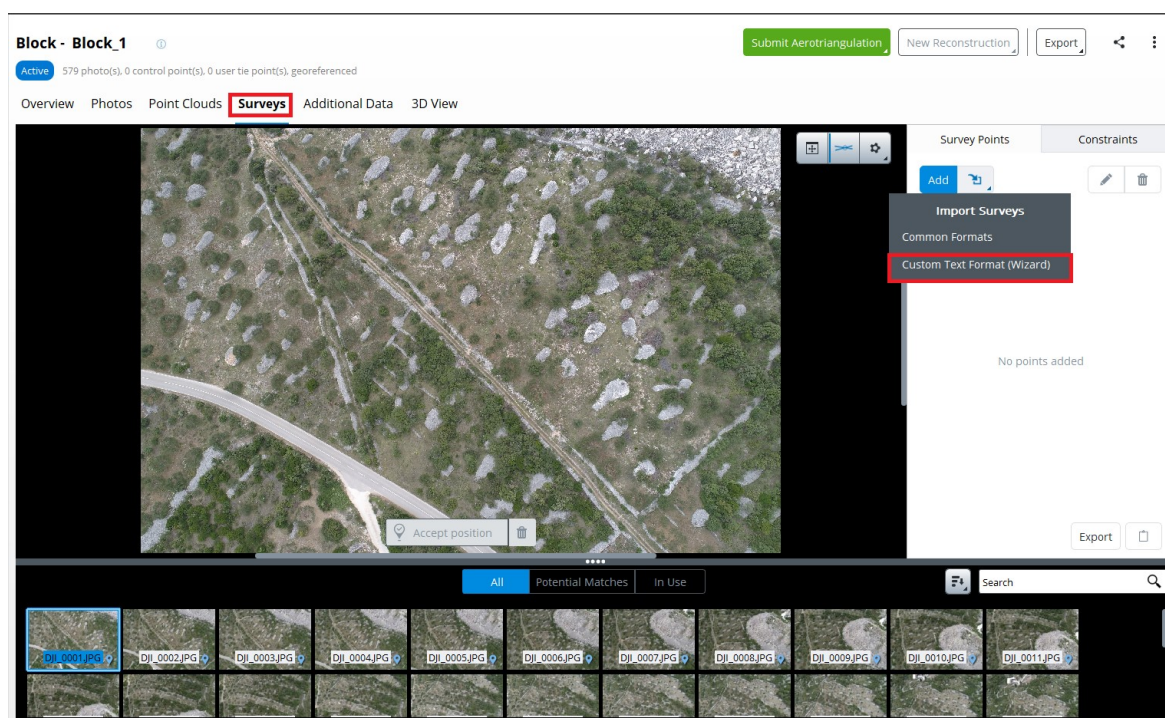 Block - Block_1
Submit Aerotriangulation
New Reconstruction
Export
Active 579 photo(s), 0 control point(s), 0 user tie point(s), georeferenced
Overview Photos Point Clouds Surveys Additional Data 3D View
Survey Points Constraints
Add
Import Surveys
Common Formats
Custom Text Format (Wizard)
No points added
Accept position
Export
All Potential Matches In Use
Search
DJI_0001.JPG DJI_0002.JPG DJI_0003.JPG DJI_0004.JPG DJI_0005.JPG DJI_0006.JPG DJI_0007.JPG DJI_0008.JPG DJI_0009.JPG DJI_0010.JPG DJI_0011.JPG